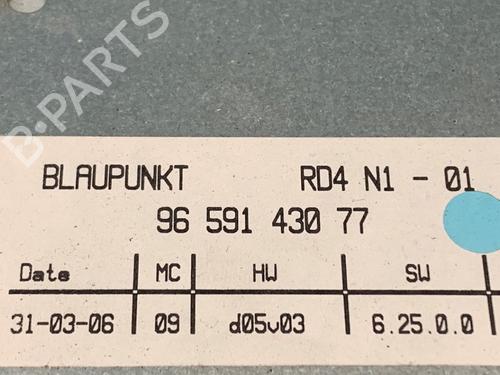 B-PARTS
BLAUPUNKT RD4 N1 - 01
96 591 430 77
Date MC HW SW
31-03-06 09 d05v03 6.25.0.0